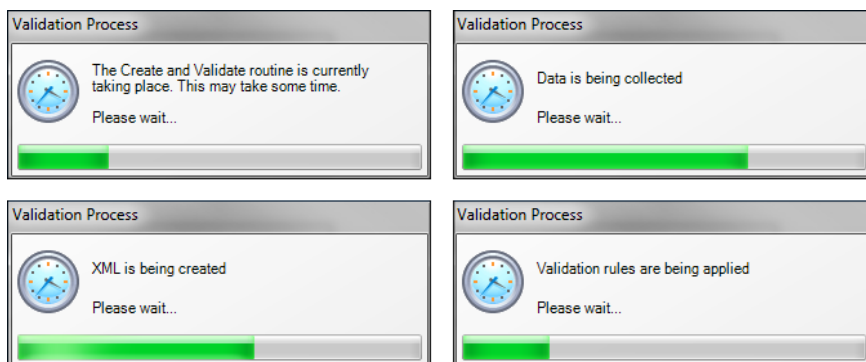 Validation Process
The Create and Validate routine is currently
taking place. This may take some time.
Please wait...
Validation Process
Data is being collected
Please wait...
Validation Process
XML is being created
Please wait...
Validation Process
Validation rules are being applied
Please wait...